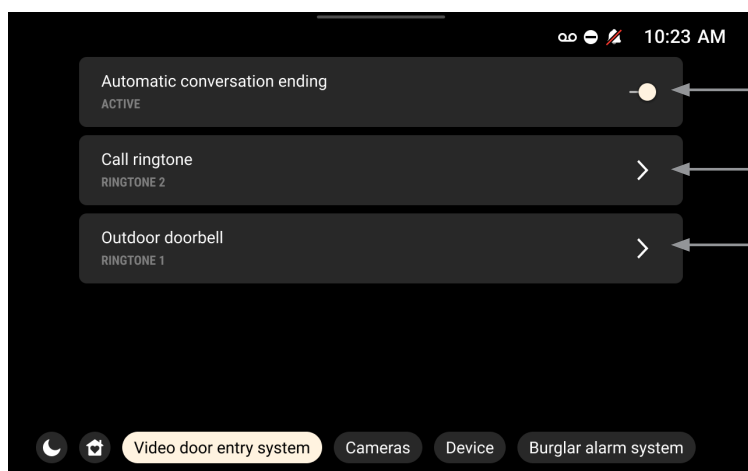 10:23 AM
Automatic conversation ending
ACTIVE
Call ringtone
RINGTONE 2
Outdoor doorbell
RINGTONE 1
Video door entry system Cameras Device Burglar alarm system